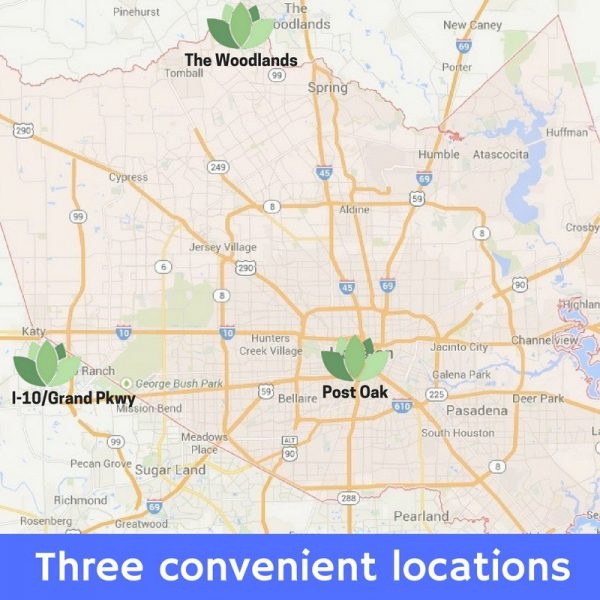 Pinehurst
The
Woodlands
New Caney
The Woodlands
69
Porter
Tomball
99
Spring
290
Huffman
Humble
Atascocita
249
45
69
Cypress
59
8
99
Aldine
8
Crosby
Jersey Village
6
290
8
45
69
90
Highlan
Katy
10
10
Hunters
Creek Village
Jacinto City
Channelview
Ranch
Galena Park
George Bush Park
59
Post Oak
225
Deer Park
I-10/Grand Pkwy
Mission Bend
Bellaire
610
Pasadena
99
Meadows
Place
ALT
90
South Houston
Pecan Grove
Sugar Land
8
Richmond
69
288
Rosenberg
Greatwood
Pearland
Three convenient locations